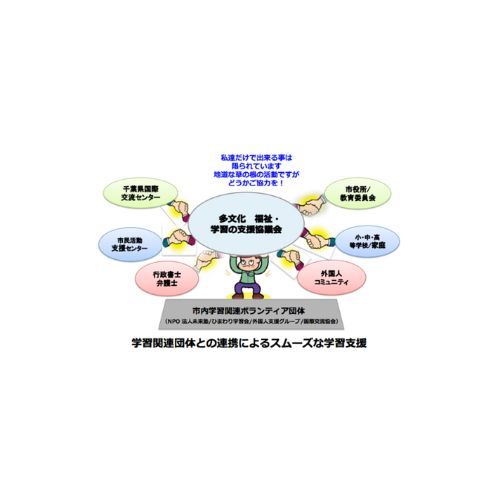 私達だけで出来る事は
限られています
地道な草の根の活動ですが
どうかご協力を！
千葉県国際
交流センター
市役所/
教育委員会
多文化　福祉・
学習の支援協議会
市民活動
支援センター
小・中・高
等学校/家庭
行政書士
弁護士
外国人
コミュニティ
市内学習関連ボランティア団体
（NPO 法人未来塾/ひまわり学習会/外国人支援グループ/国際交流協会）
学習関連団体との連携によるスムーズな学習支援